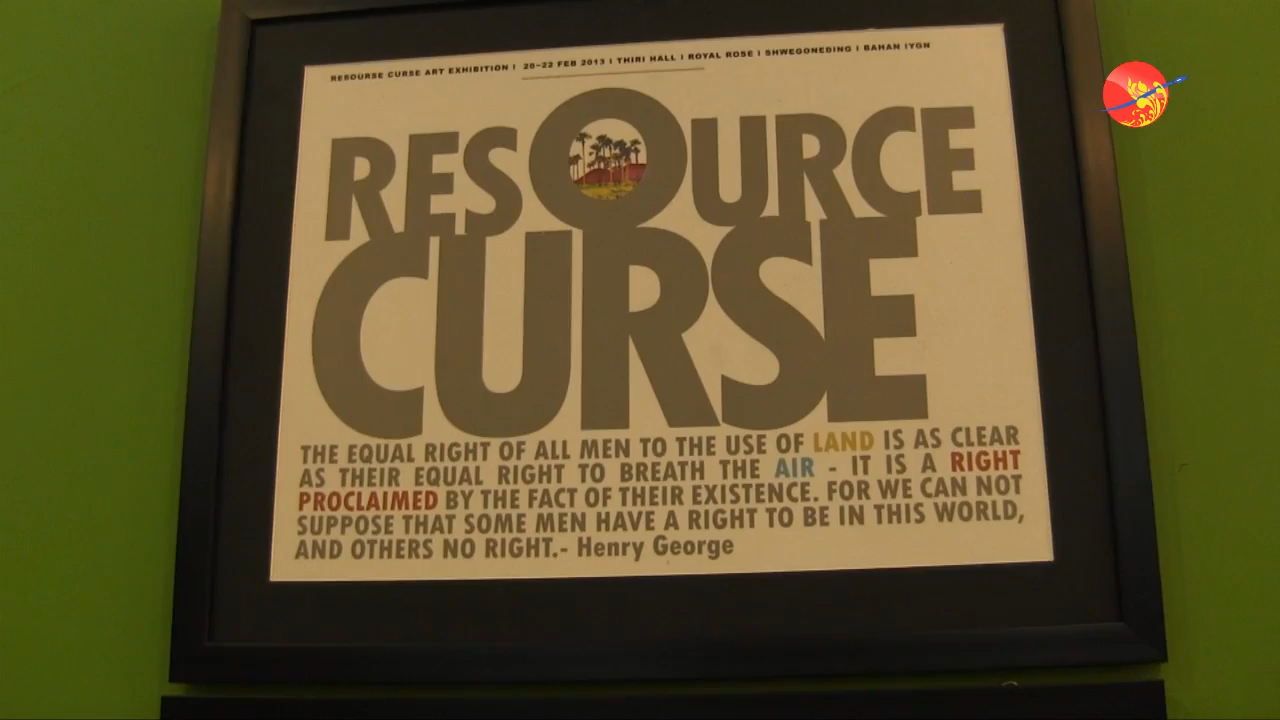 RESOURSE CURSE ART EXHIBITION I 20-22 FEB 2013 I THIRI HALL I ROYAL ROSE I SHWEGONEDING I BAHAN IYGN
RESOURCE
CURSE
THE EQUAL RIGHT OF ALL MEN TO THE USE OF LAND IS AS CLEAR
AS THEIR EQUAL RIGHT TO BREATH THE AIR - IT IS A RIGHT
PROCLAIMED BY THE FACT OF THEIR EXISTENCE. FOR WE CAN NOT
SUPPOSE THAT SOME MEN HAVE A RIGHT TO BE IN THIS WORLD,
AND OTHERS NO RIGHT.- Henry George